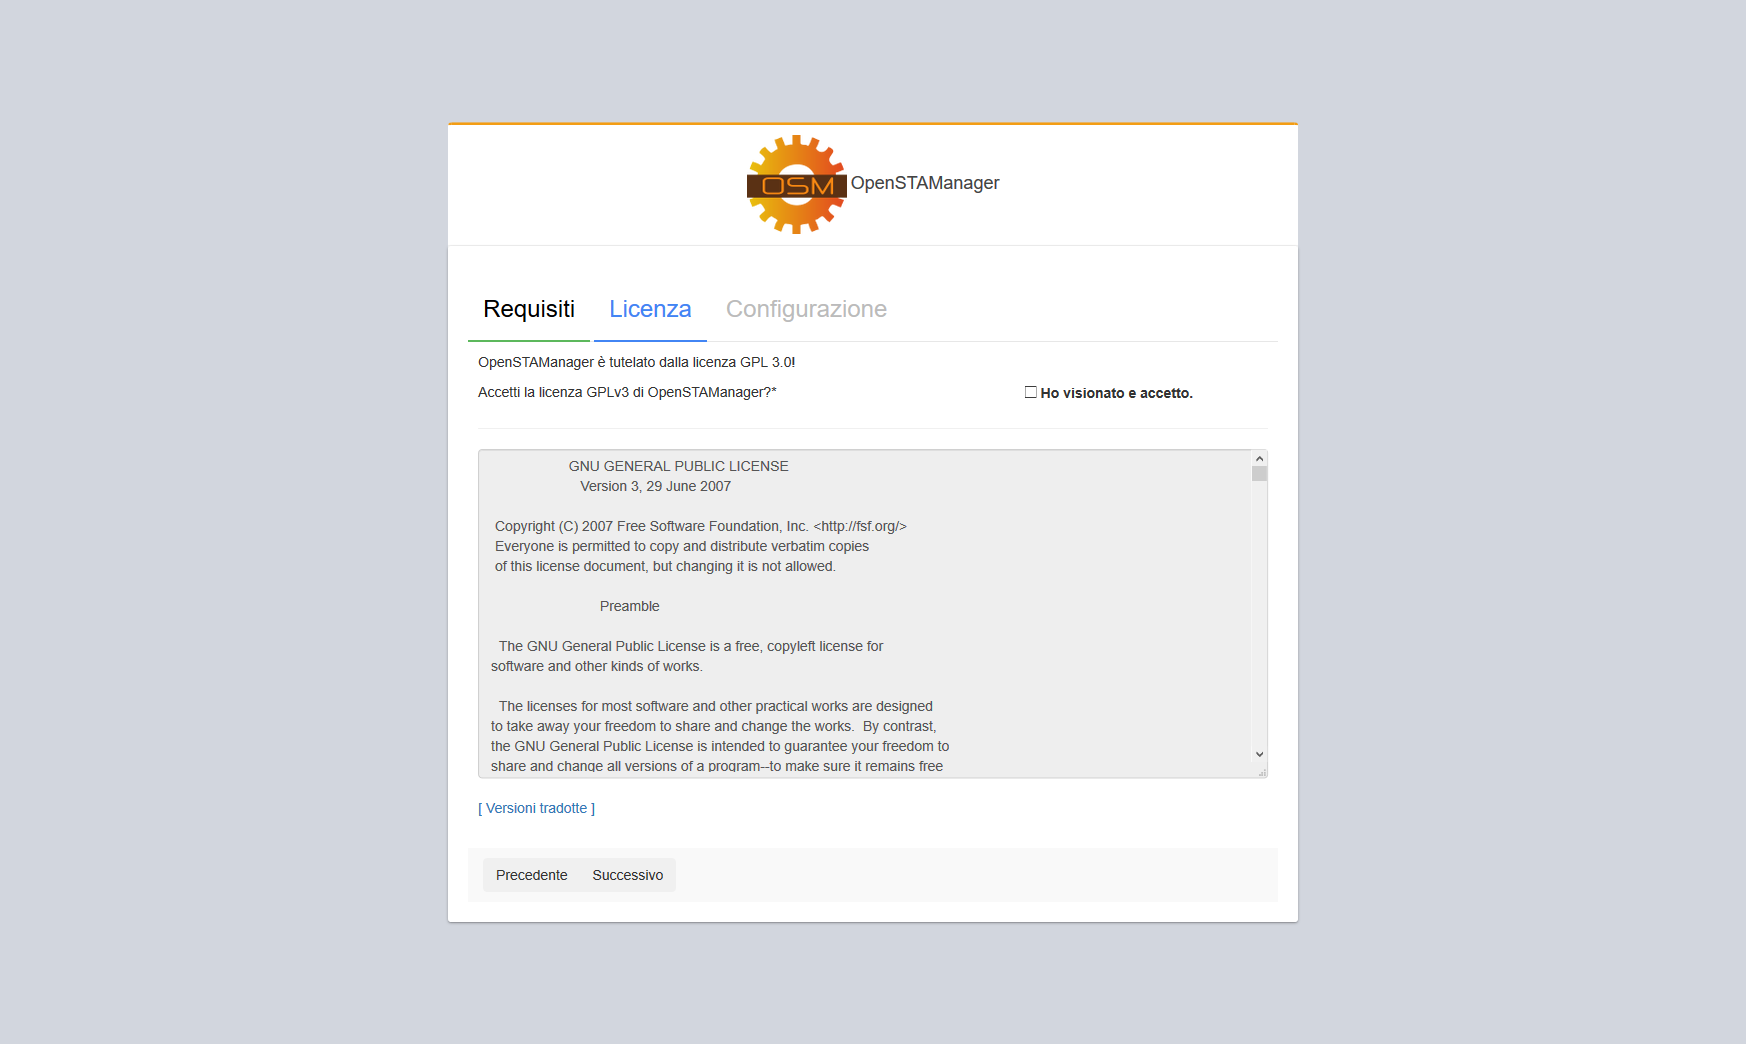 OSM OpenSTAManager
Requisiti Licenza Configurazione
OpenSTAManager è tutelato dalla licenza GPL 3.0!
Accetti la licenza GPLv3 di OpenSTAManager?* Ho visionato e accetto.
GNU GENERAL PUBLIC LICENSE
Version 3, 29 June 2007
Copyright (C) 2007 Free Software Foundation, Inc. <http://fsf.org/>
Everyone is permitted to copy and distribute verbatim copies
of this license document, but changing it is not allowed.
Preamble
The GNU General Public License is a free, copyleft license for
software and other kinds of works.
The licenses for most software and other practical works are designed
to take away your freedom to share and change the works.  By contrast,
the GNU General Public License is intended to guarantee your freedom to
share and change all versions of a program--to make sure it remains free
[ Versioni tradotte ]
Precedente Successivo